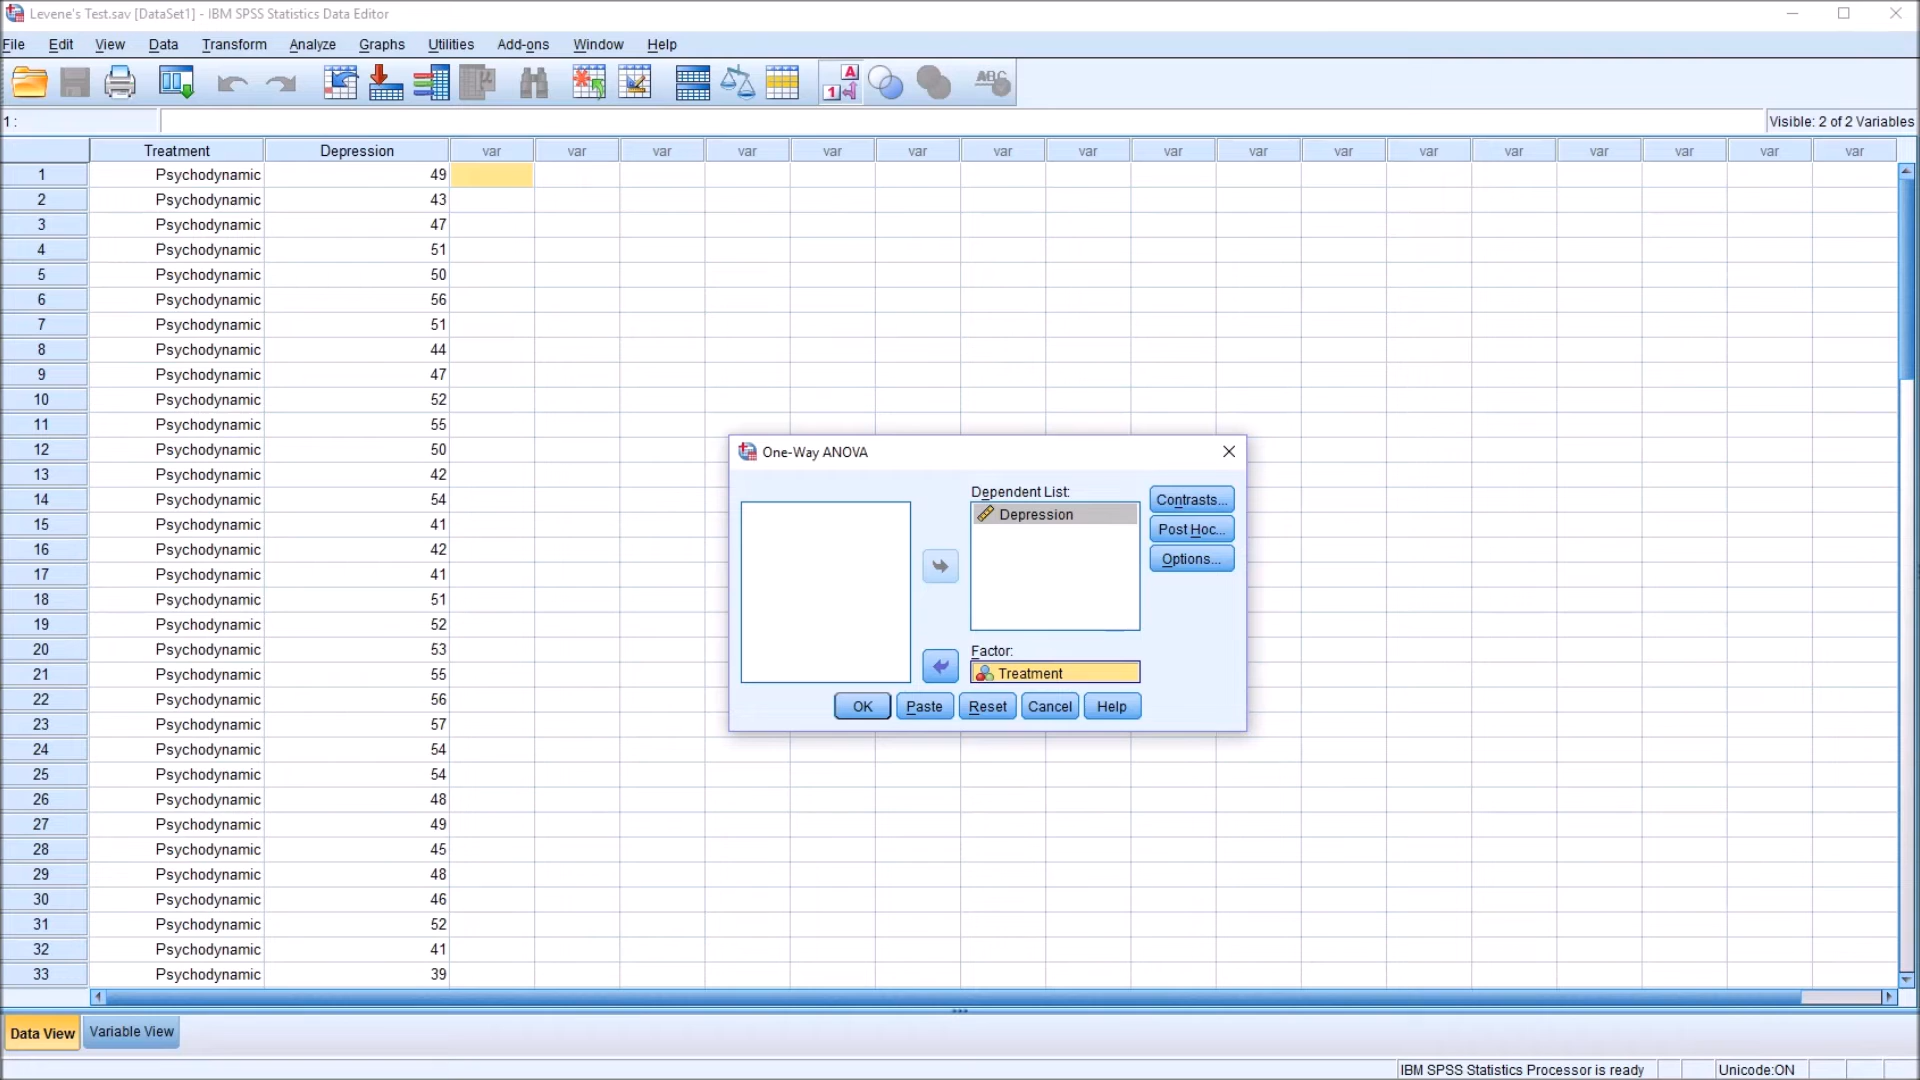 Levene's Test.sav [DataSet1] - IBM SPSS Statistics Data Editor
File Edit View Data Transform Analyze Graphs Utilities Add-ons Window Help
A
1
ABC
1 :
Visible: 2 of 2 Variables
Treatment Depression var var var var var var var var var var var var var var var var var
1 Psychodynamic 49
2 Psychodynamic 43
3 Psychodynamic 47
4 Psychodynamic 51
5 Psychodynamic 50
6 Psychodynamic 56
7 Psychodynamic 51
8 Psychodynamic 44
9 Psychodynamic 47
10 Psychodynamic 52
11 Psychodynamic 55
12 Psychodynamic 50
13 Psychodynamic 42
14 Psychodynamic 54
15 Psychodynamic 41
16 Psychodynamic 42
17 Psychodynamic 41
18 Psychodynamic 51
19 Psychodynamic 52
20 Psychodynamic 53
21 Psychodynamic 55
22 Psychodynamic 56
23 Psychodynamic 57
24 Psychodynamic 54
25 Psychodynamic 54
26 Psychodynamic 48
27 Psychodynamic 49
28 Psychodynamic 45
29 Psychodynamic 48
30 Psychodynamic 46
31 Psychodynamic 52
32 Psychodynamic 41
33 Psychodynamic 39
One-Way ANOVA
Dependent List:
Depression
Contrasts...
Post Hoc...
Options...
Factor:
Treatment
OK Paste Reset Cancel Help
Data View Variable View
IBM SPSS Statistics Processor is ready Unicode:ON